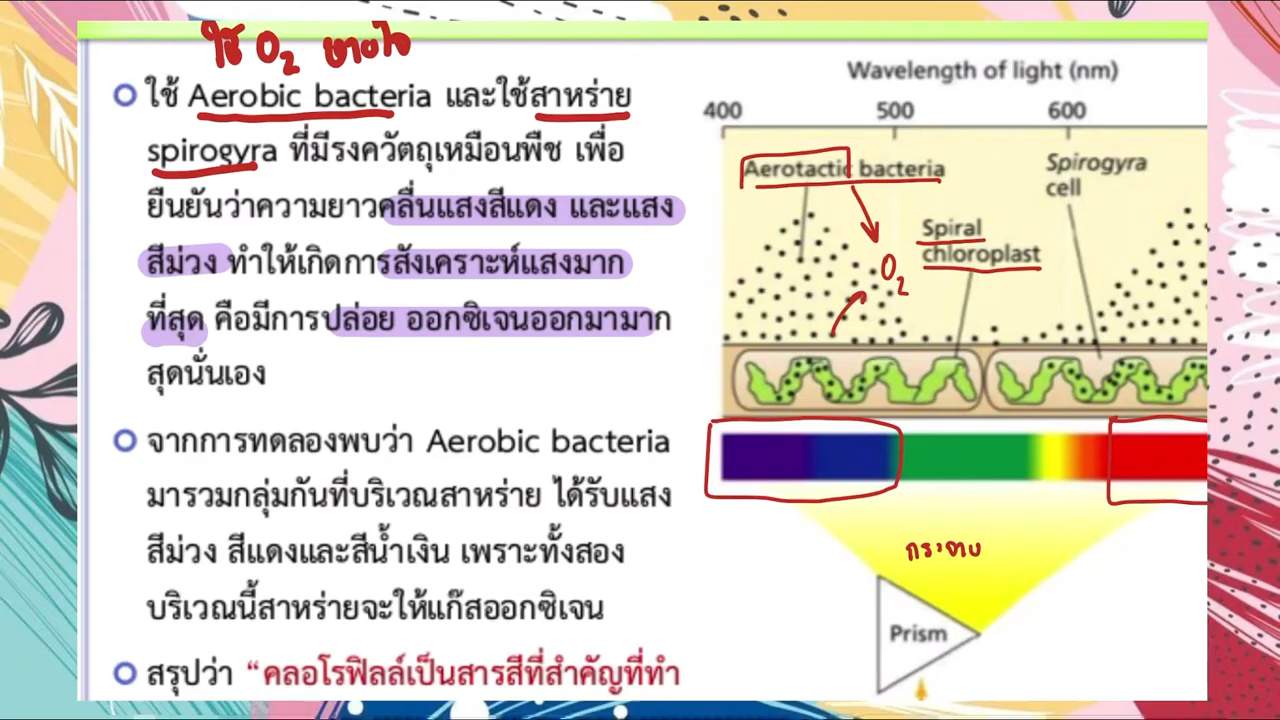 ใช้ O2 หายใจ
ใช้ Aerobic bacteria และใช้สาหร่าย
spirogyra ที่มีรงควัตถุเหมือนพืช เพื่อ
ยืนยันว่าความยาวคลื่นแสงสีแดง และแสง
สีม่วง ทำให้เกิดการสังเคราะห์แสงมาก
ที่สุด คือมีการปล่อย ออกซิเจนออกมามาก
สุดนั่นเอง
จากการทดลองพบว่า Aerobic bacteria
มารวมกลุ่มกันที่บริเวณสาหร่าย ได้รับแสง
สีม่วง สีแดงและสีน้ำเงิน เพราะทั้งสอง
บริเวณนี้สาหร่ายจะให้แก๊สออกซิเจน
สรุปว่า “คลอโรฟิลล์เป็นสารสีที่สำคัญที่ทำ
Wavelength of light (nm)
400 500 600
Aerotactic bacteria
Spirogyra
cell
Spiral
chloroplast
O2
กระทบ
Prism